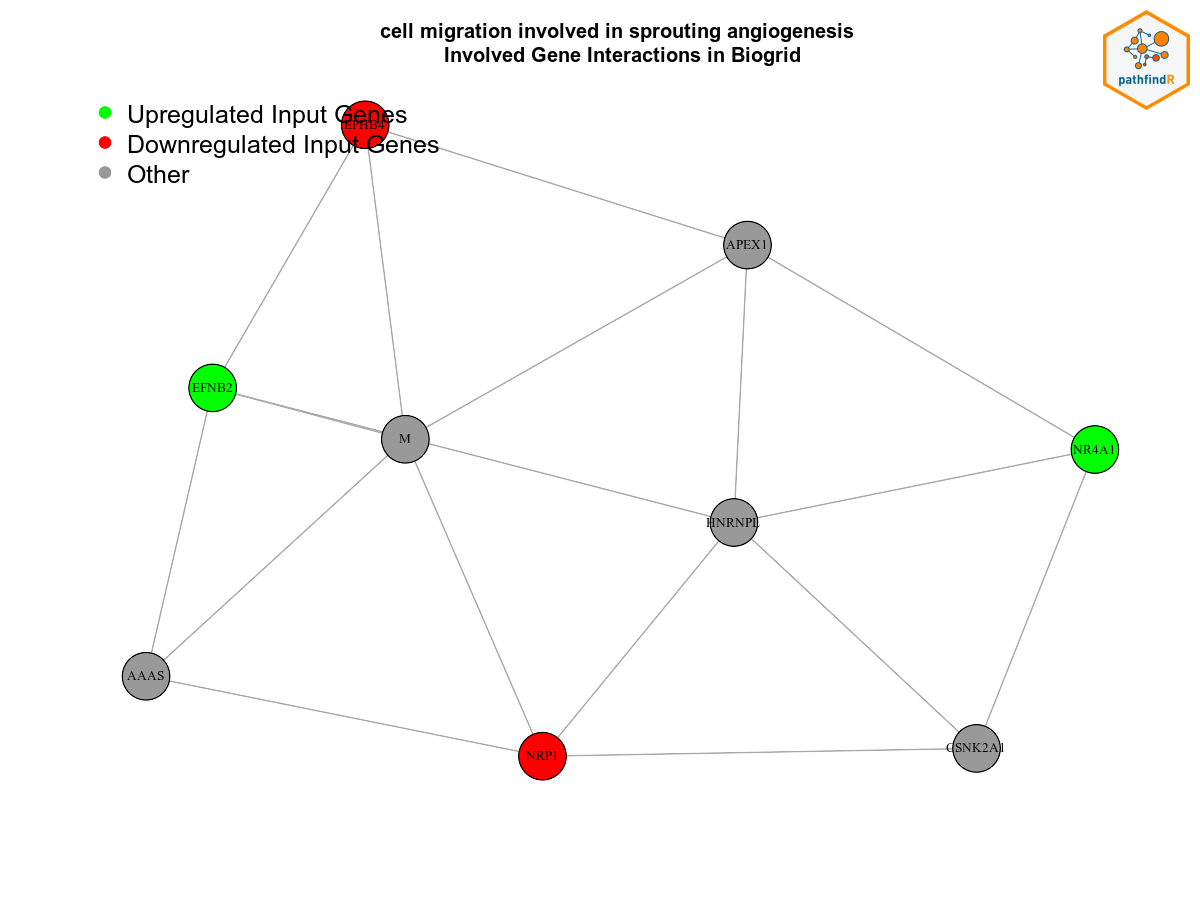 cell migration involved in sprouting angiogenesis
Involved Gene Interactions in Biogrid
pathfindR
Upregulated Input Genes
EPHB4
Downregulated Input Genes
Other
APEX1
EFNB2
M
NR4A1
HNRNPL
AAAS
NRP1
CSNK2A1